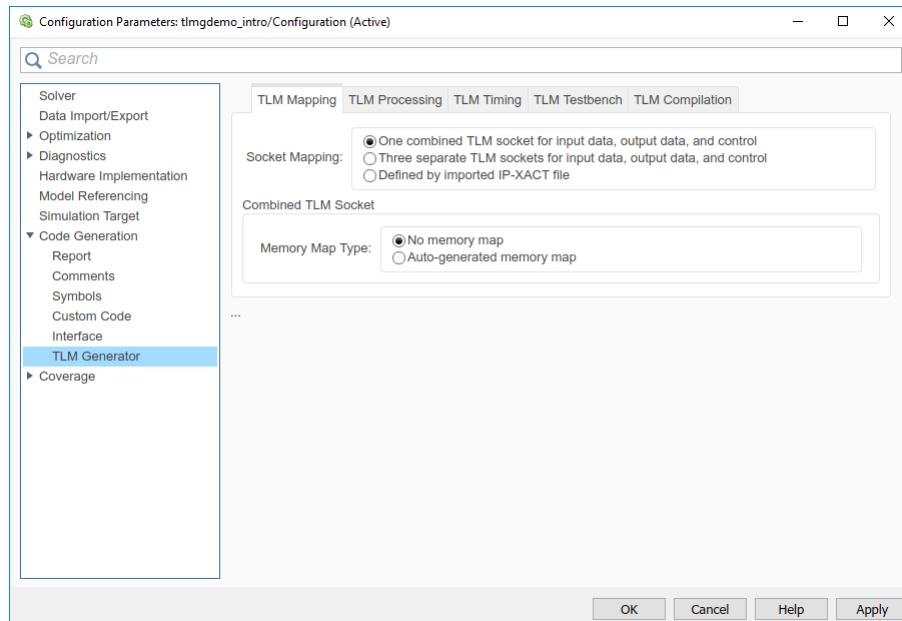 Configuration Parameters: tlmgdemo_intro/Configuration (Active)
Search
Solver
Data Import/Export
Optimization
Diagnostics
Hardware Implementation
Model Referencing
Simulation Target
Code Generation
Report
Comments
Symbols
Custom Code
Interface
TLM Generator
Coverage
TLM Mapping TLM Processing TLM Timing TLM Testbench TLM Compilation
Socket Mapping:
One combined TLM socket for input data, output data, and control
Three separate TLM sockets for input data, output data, and control
Defined by imported IP-XACT file
Combined TLM Socket
Memory Map Type:
No memory map
Auto-generated memory map
...
OK Cancel Help Apply